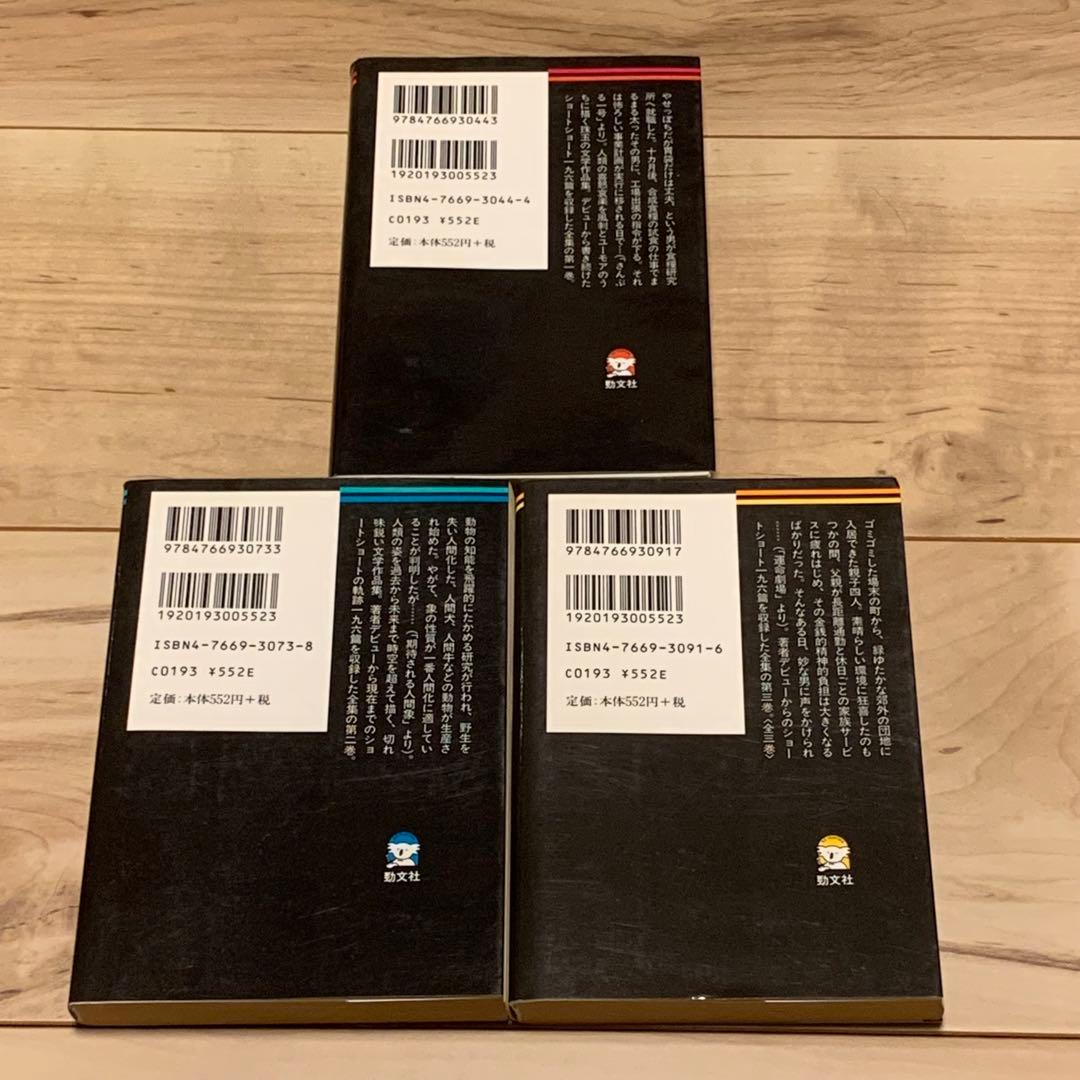 9784766930443
1920193005523
ISBN4-7669-3044-4
C0193 ¥552E
定価:本体552円+税
やせっぽちだが胃袋だけは丈夫、という男が食糧研究
所へ就職した。十カ月後、合成食糧の試食の仕事でま
るまる太ったその男に、工場出張の指令が下る。それ
は怖ろしい事業計画が実行に移される日で…(「さんぷ
る一号」より)。人類の喜怒哀楽を風刺とユーモアのう
ちに描く珠玉の文学作品集。デビューから書き続けた
ショートショート一九六篇を収録した全集の第一巻。
勁文社
9784766930733
1920193005523
ISBN4-7669-3073-8
C0193 ¥552E
定価:本体552円+税
動物の知能を飛躍的にたかめる研究が行われ、野生を
失い人間化した、人間犬、人間牛などの動物が生産さ
れ始めた。やがて、象の性質が一番人間化に適してい
ることが判明したが……(「期待される人間象」より)。
人類の姿を過去から未来まで時空を超えて描く、切れ
味鋭い文学作品集。著者デビューから現在までのショ
ートショートの軌跡一九六篇を収録した全集の第二巻。
勁文社
9784766930917
1920193005523
ISBN4-7669-3091-6
C0193 ¥552E
定価:本体552円+税
ゴミゴミした場末の町から、緑ゆたかな郊外の団地に
入居できた親子四人。素晴らしい環境に狂喜したのも
つかの間、父親が長距離通勤と休日ごとの家族サービ
スに疲れはじめ、その金銭的精神的負担は大きくなる
ばかりだった。そんなある日、妙な男に声をかけられ
……(「運命劇場」より)。著者デビューからのショー
トショート一九六篇を収録した全集の第三巻〈全三巻〉
勁文社